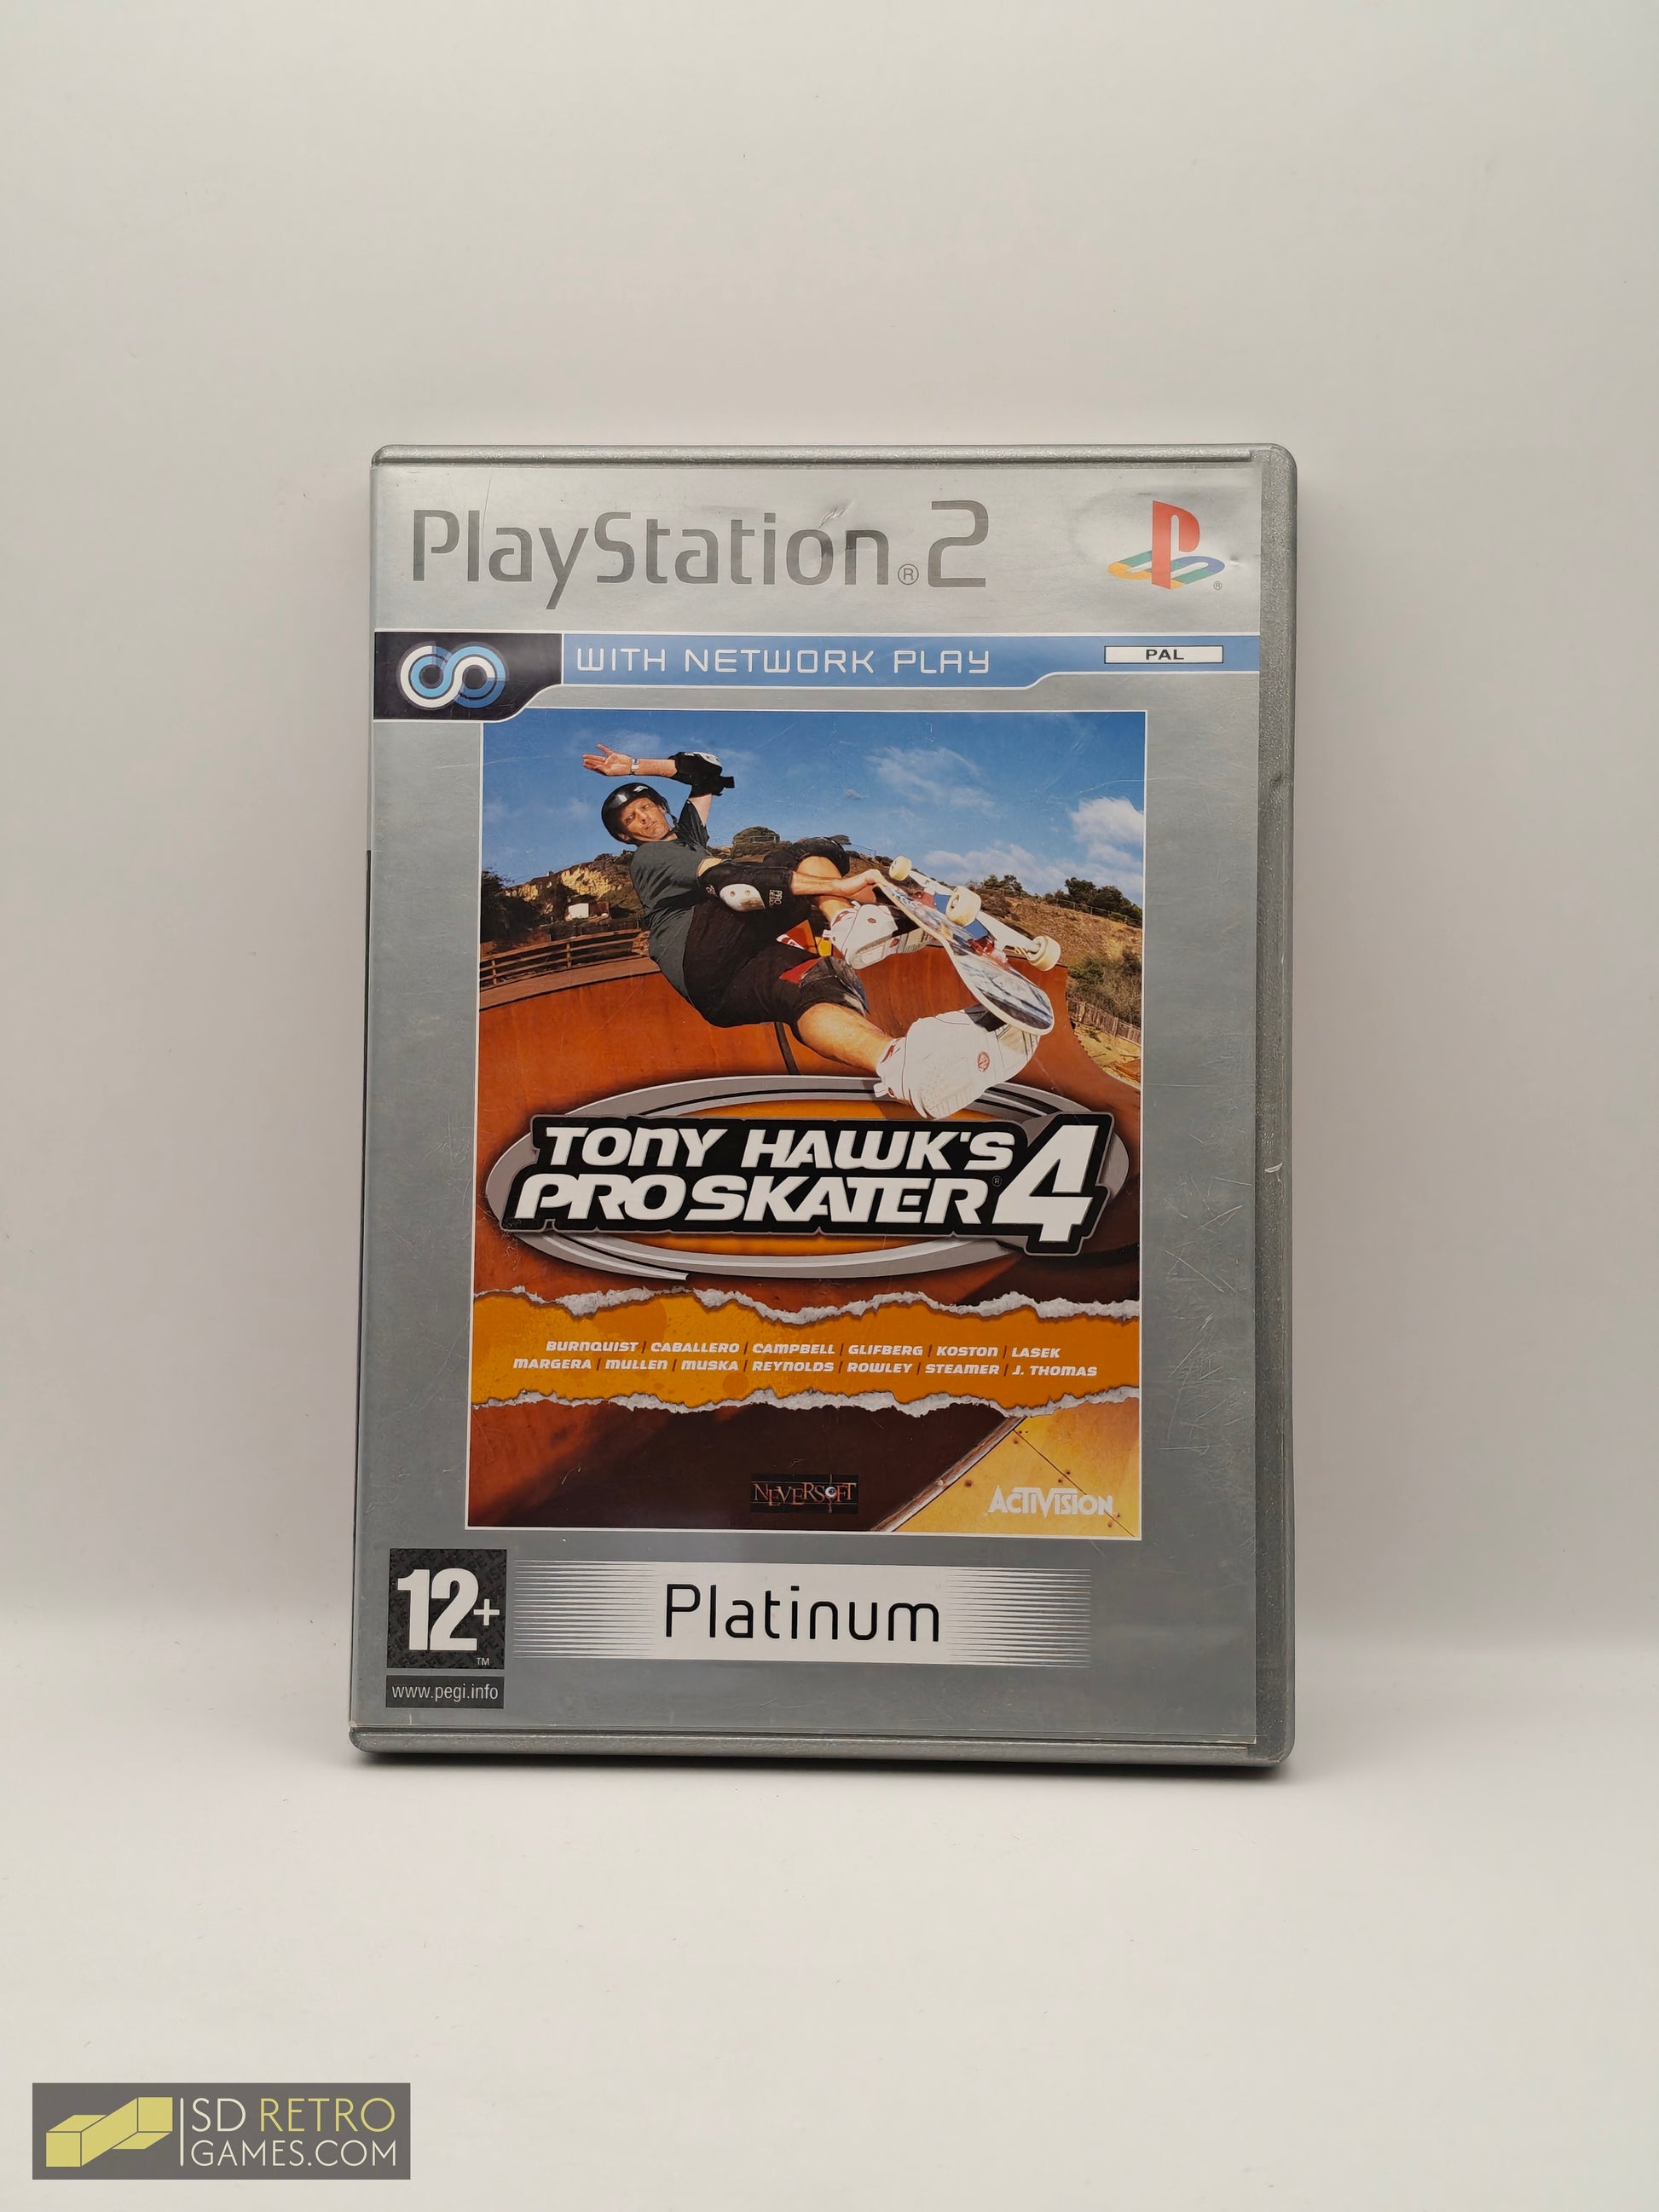 PlayStation®2
WITH NETWORK PLAY
PAL
TONY HAWK'S
PRO SKATER®4
BURNQUIST | CABALLERO | CAMPBELL | GLIFBERG | KOSTON | LASEK
MARGERA | MULLEN | MUSKA | REYNOLDS | ROWLEY | STEAMER | J. THOMAS
NEVERSOFT
ACTIVISION
12+
TM
Platinum
www.pegi.info
SD RETRO
GAMES.COM